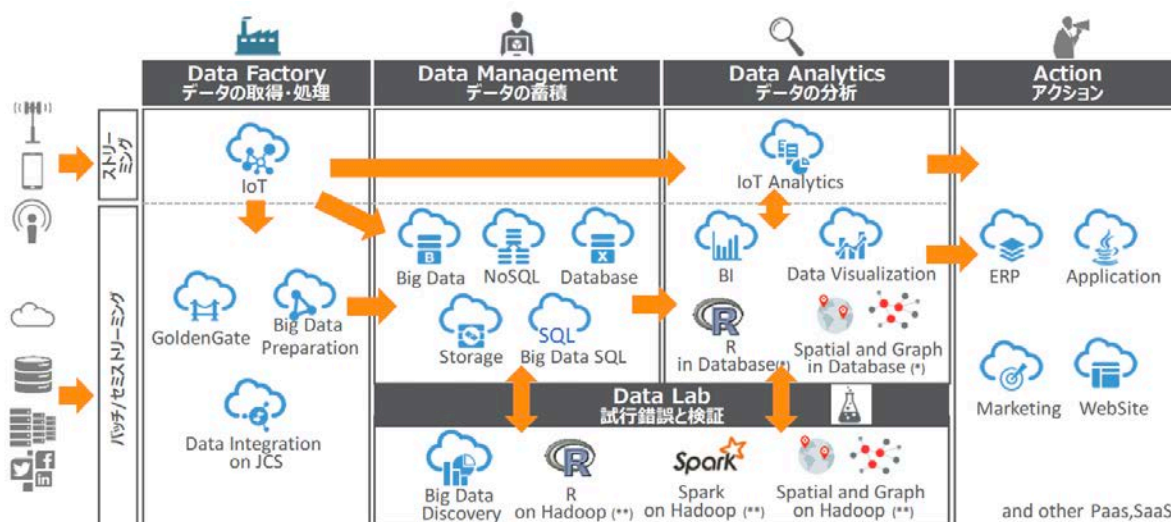 Data Factory
データの取得・処理
Data Management
データの蓄積
Data Analytics
データの分析
Action
アクション
ストリー
ミング
IoT
IoT Analytics
バッチ/セミストリーミング
GoldenGate
Big Data
Preparation
Data Integration
on JCS
B
Big Data
NoSQL
X
Database
Storage
SQL
Big Data SQL
BI
Data Visualization
R
R
in Database(*)
Spatial and Graph
in Database (*)
ERP
Application
Marketing
WebSite
Data Lab
試行錯誤と検証
Big Data
Discovery
R
R
on Hadoop (**)
Spark
Spark
on Hadoop (**)
Spatial and Graph
on Hadoop (**)
and other Paas,SaaS